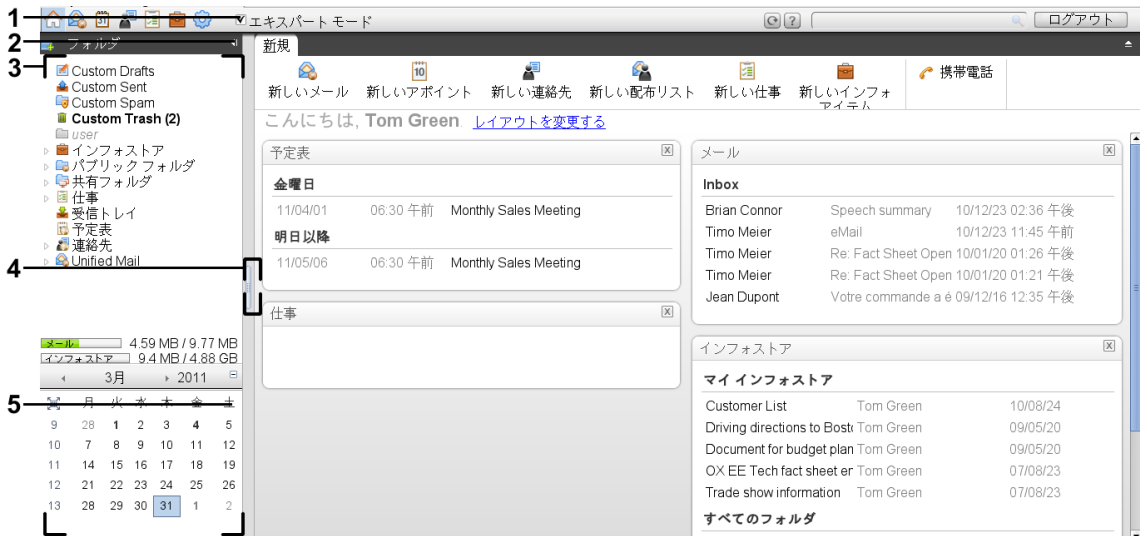 1
エキスパート モード
ログアウト
2
フォルダ
新規
3
Custom Drafts
Custom Sent
Custom Spam
Custom Trash (2)
user
インフォストア
パブリック フォルダ
共有フォルダ
仕事
受信トレイ
予定表
連絡先
Unified Mail
4
メール 4.59 MB / 9.77 MB
インフォストア 9.4 MB / 4.88 GB
3月 2011
5
月 火 水 木 金 土
9 28 1 2 3 4 5
10 7 8 9 10 11 12
11 14 15 16 17 18 19
12 21 22 23 24 25 26
13 28 29 30 31 1 2
新しいメール
新しいアポイント
新しい連絡先
新しい配布リスト
新しい仕事
新しいインフォ
アイテム
携帯電話
こんにちは, Tom Green. レイアウトを変更する
予定表
金曜日
11/04/01 06:30 午前 Monthly Sales Meeting
明日以降
11/05/06 06:30 午前 Monthly Sales Meeting
仕事
メール
Inbox
Brian Connor Speech summary 10/12/23 02:36 午後
Timo Meier eMail 10/12/23 11:45 午前
Timo Meier Re: Fact Sheet Open 10/01/20 01:26 午後
Timo Meier Re: Fact Sheet Open 10/01/20 01:21 午後
Jean Dupont Votre commande a é 09/12/16 12:35 午後
インフォストア
マイ インフォストア
Customer List Tom Green 10/08/24
Driving directions to Bosto Tom Green 09/05/20
Document for budget plan Tom Green 09/05/20
OX EE Tech fact sheet er Tom Green 07/08/23
Trade show information Tom Green 07/08/23
すべてのフォルダ